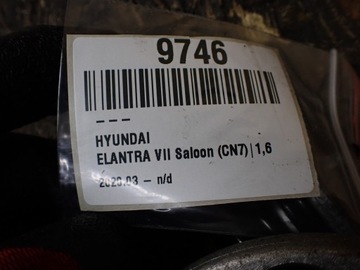 9746
– – –
HYUNDAI
ELANTRA VII Saloon (CN7)|1,6
2020.03 – n/d